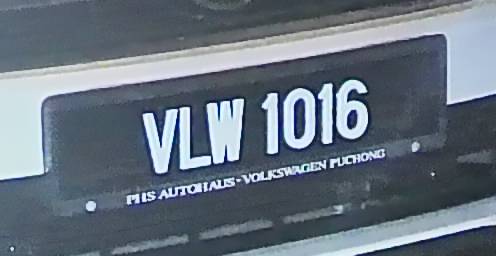 VLW 1016
PHS AUTOHAUS - VOLKSWAGEN PUCHONG